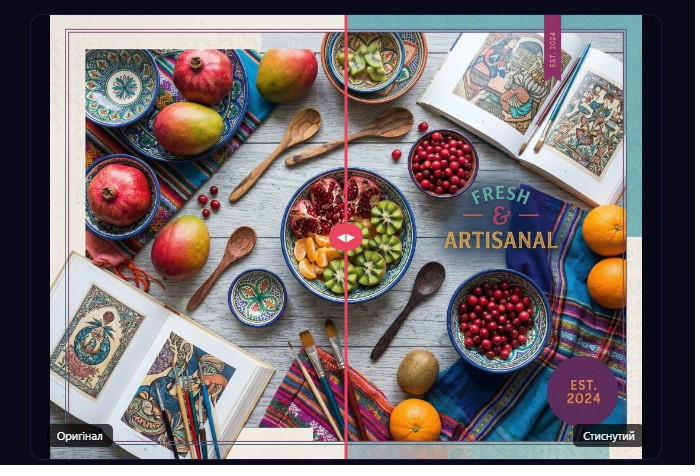 EST. 2024
FRESH
&
ARTISANAL
EST.
2024
Оригінал
Стиснутий